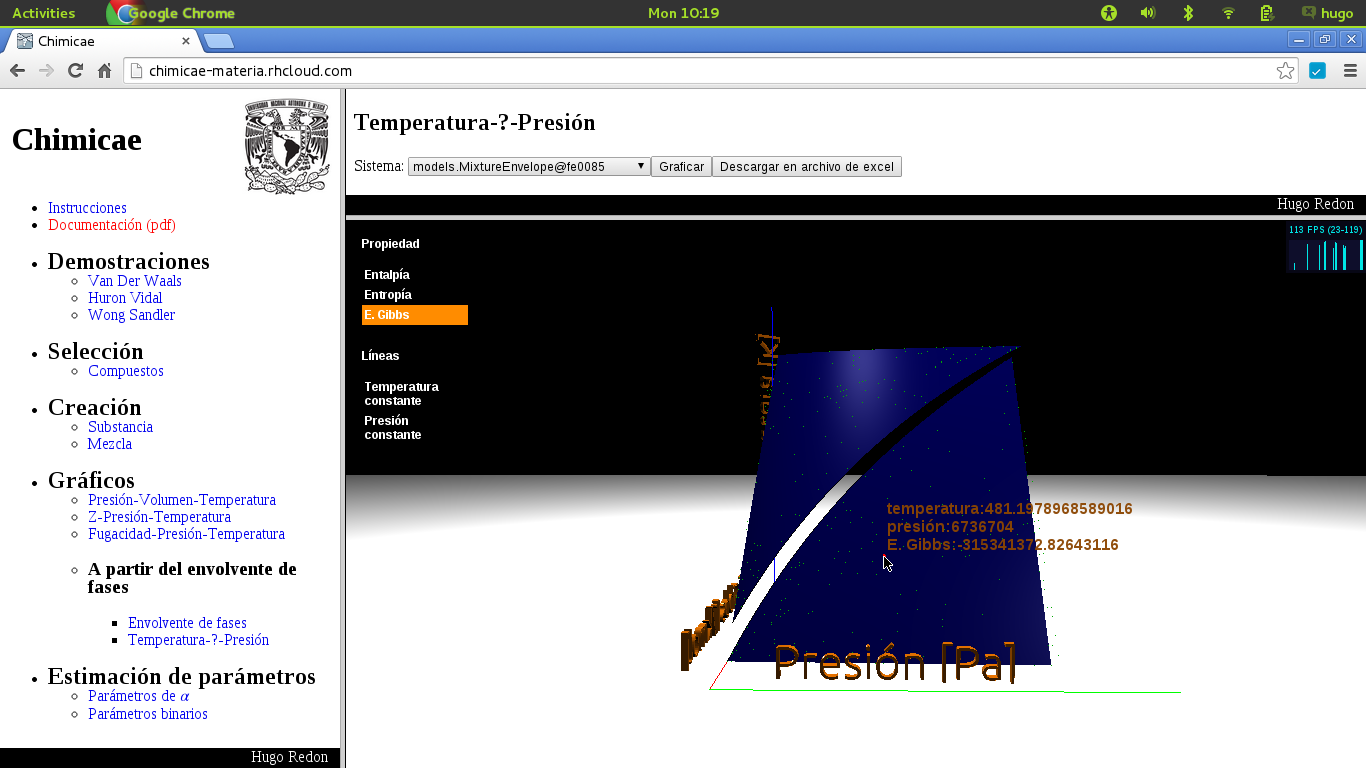 Activities
Google Chrome
Mon 10:19
hugo
Chimicae
chimicae-materia.rhcloud.com
Chimicae
Instrucciones
Documentación (pdf)
Demostraciones
Van Der Waals
Huron Vidal
Wong Sandler
Selección
Compuestos
Creación
Substancia
Mezcla
Gráficos
Presión-Volumen-Temperatura
Z-Presión-Temperatura
Fugacidad-Presión-Temperatura
A partir del envolvente de
fases
Envolvente de fases
Temperatura-?-Presión
Estimación de parámetros
Parámetros de α
Parámetros binarios
Hugo Redon
Temperatura-?-Presión
Sistema: models.MixtureEnvelope@fe0085 Graficar Descargar en archivo de excel
Hugo Redon
113 FPS (23-119)
Propiedad
Entalpía
Entropía
E. Gibbs
Líneas
Temperatura
constante
Presión
constante
[K]
temperatura:481.1978968589016
presión:6736704
E. Gibbs:-315341372.82643116
Presión [Pa]